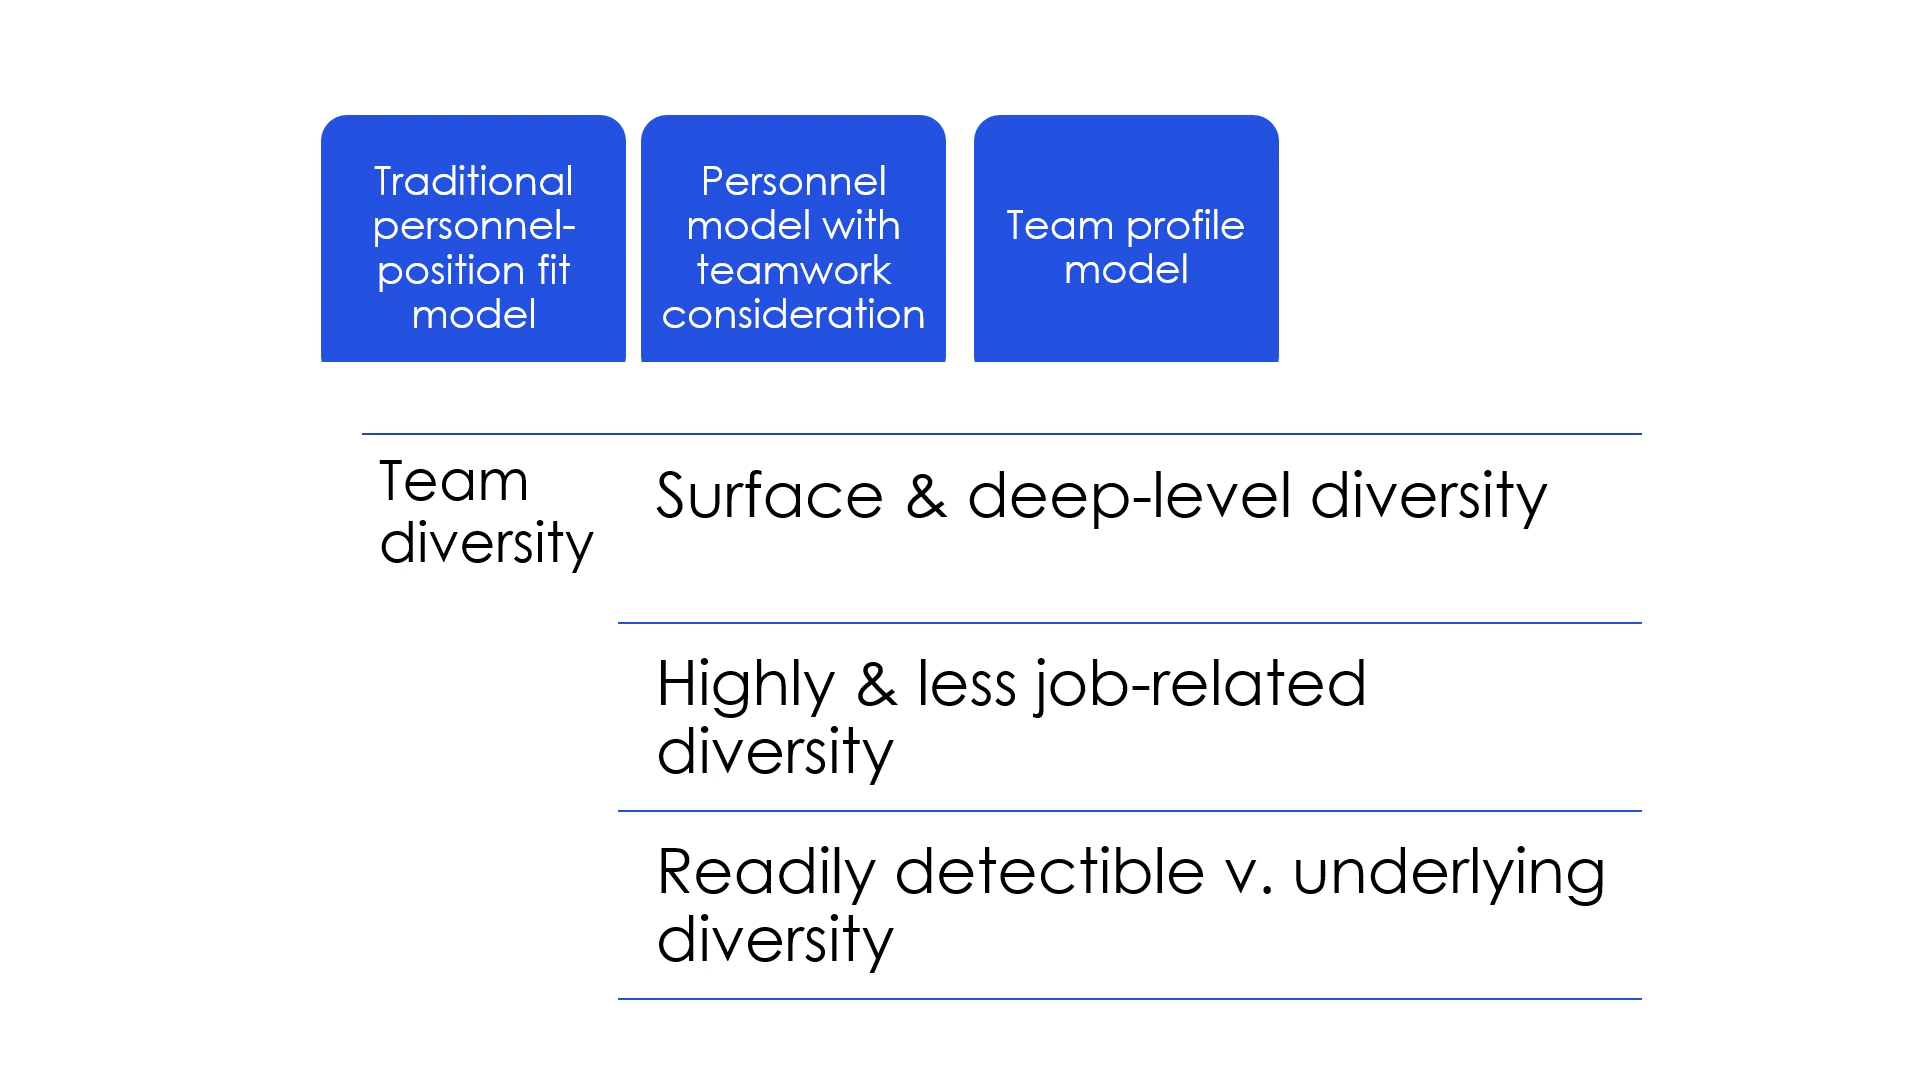 Traditional
personnel-
position fit
model
Personnel
model with
teamwork
consideration
Team profile
model
Team
diversity
Surface & deep-level diversity
Highly & less job-related
diversity
Readily detectible v. underlying
diversity